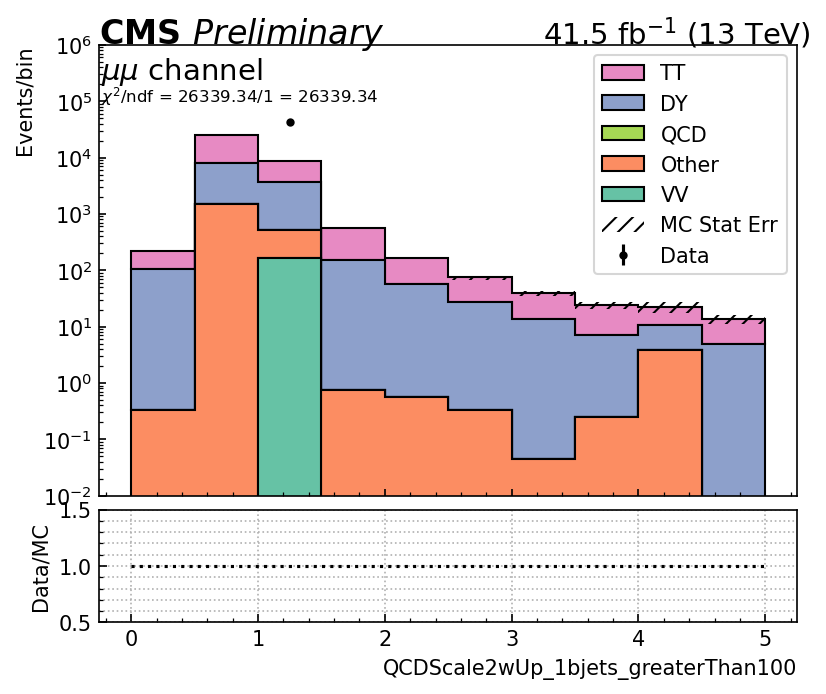 CMS Preliminary 41.5 fb⁻¹ (13 TeV)
μμ channel
χ²/ndf = 26339.34/1 = 26339.34
Events/bin
10⁶
10⁵
10⁴
10³
10²
10¹
10⁰
10⁻¹
10⁻²
TT
DY
QCD
Other
VV
MC Stat Err
Data
Data/MC
1.5
1.0
0.5
0 1 2 3 4 5
QCDScale2wUp_1bjets_greaterThan100